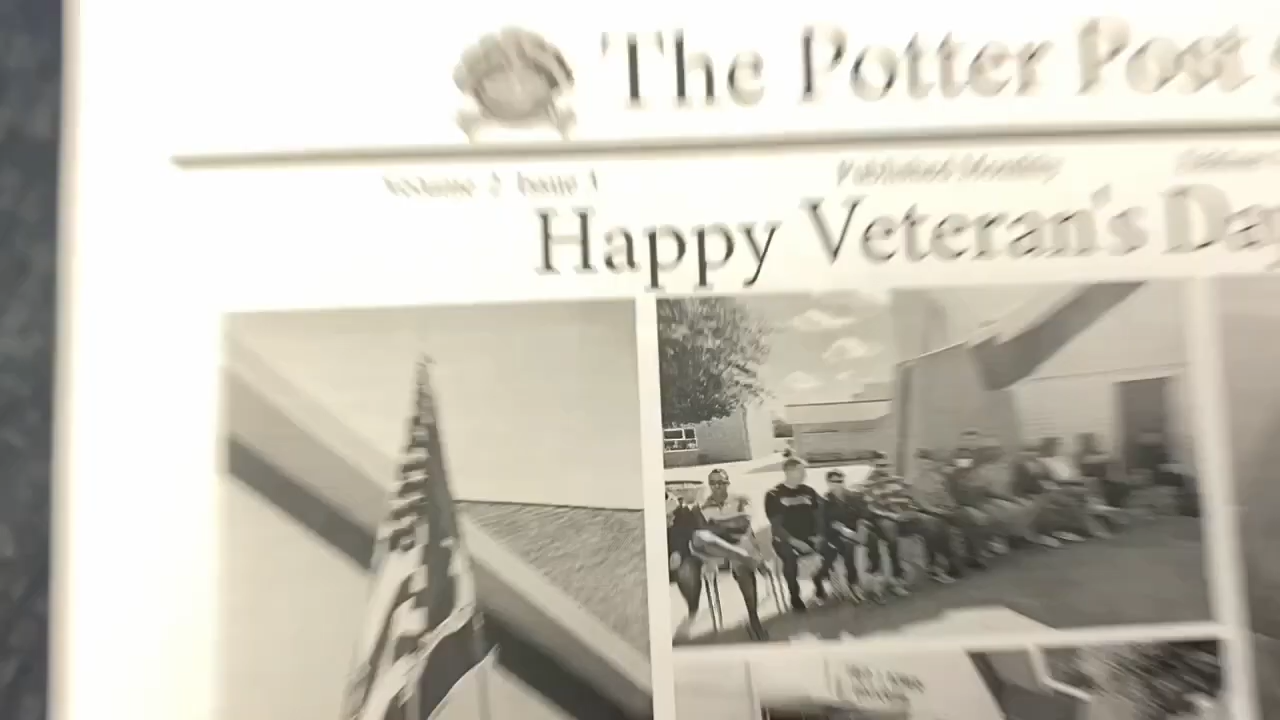 The Potter Post
Volume 2 Issue 1
Published Monthly
Happy Veteran's Day